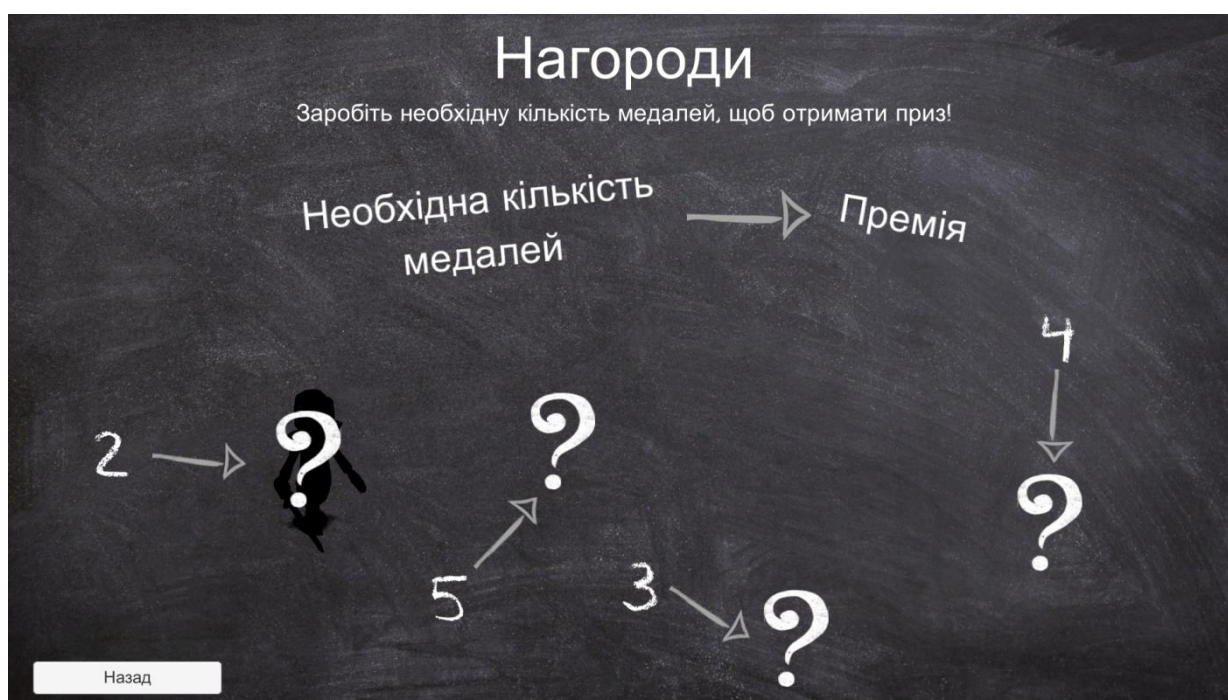 Нагороди
Заробіть необхідну кількість медалей, щоб отримати приз!
Необхідна кількість
медалей
Премія
4
?
2
?
?
5
3
?
Назад